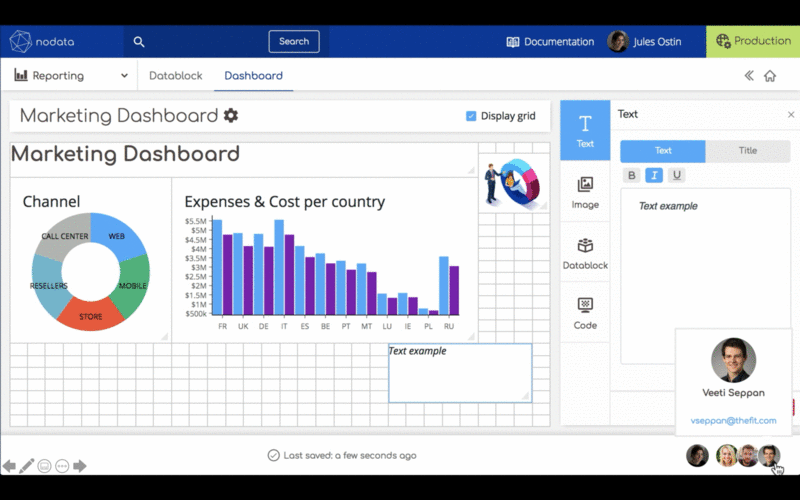 nodata
Search
Documentation
Jules Ostin
Production
Reporting
Datablock
Dashboard
Marketing Dashboard
Display grid
Marketing Dashboard
Channel
CALL CENTER
WEB
RESELLERS
MOBILE
STORE
Expenses & Cost per country
$5.5M
$5M
$4.5M
$4M
$3.5M
$3M
$2.5M
$2M
$1.5M
$1M
$500k
FR UK DE IT ES BE PT MT LU IE PL RU
Text example
Text
Image
Datablock
Code
Text
Text
Title
B I U
Text example
Veeti Seppan
vseppan@thefit.com
Last saved: a few seconds ago